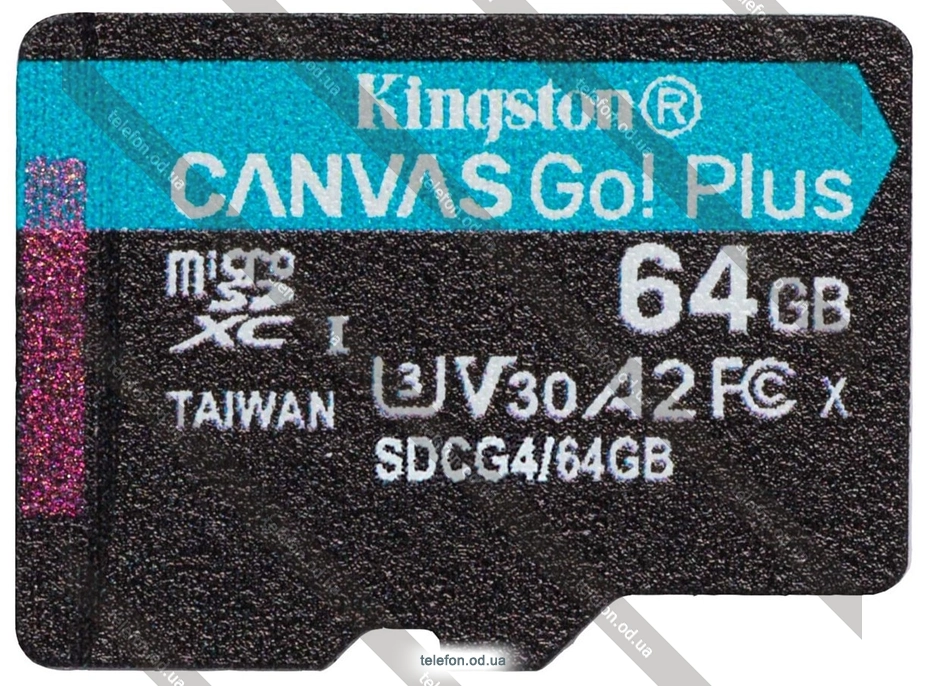 Kingston®
CANVAS Go! Plus
micro
SD
XC I
64GB
U3 V30 A2 FC X
TAIWAN
SDCG4/64GB
telefon.od.ua